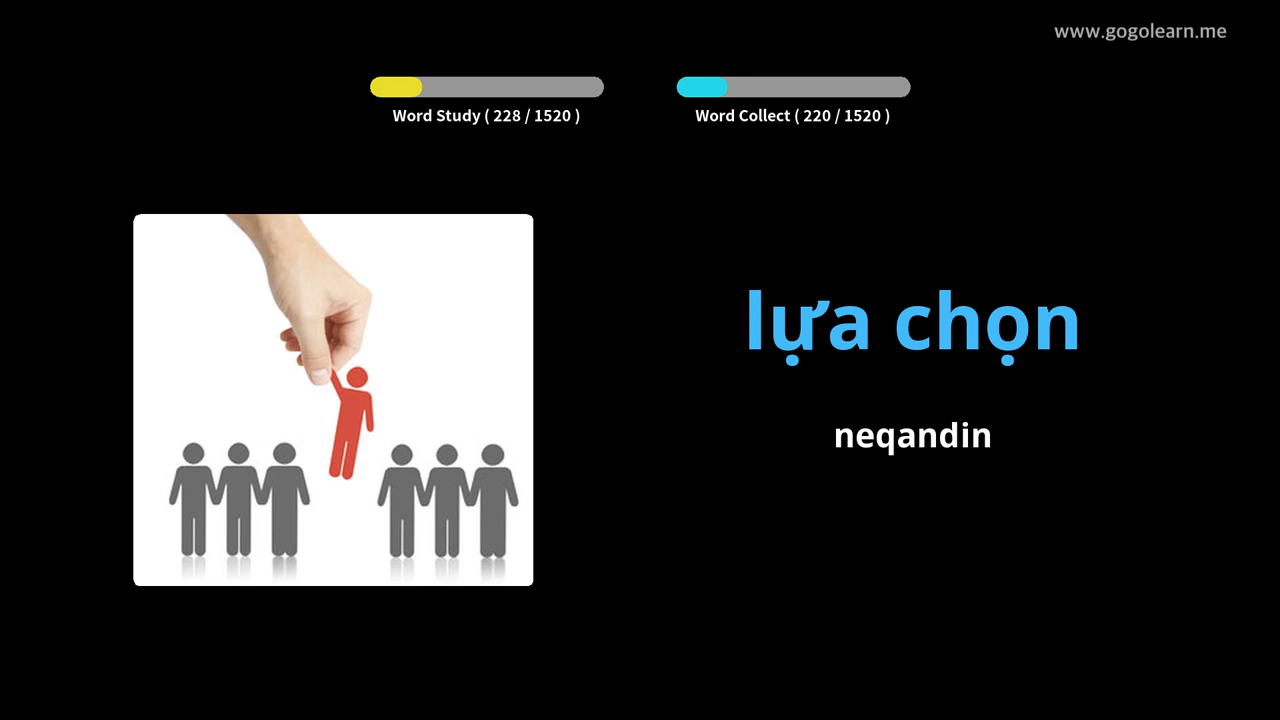 www.gogolearn.me
Word Study ( 228 / 1520 )
Word Collect ( 220 / 1520 )
lựa chọn
neqandin